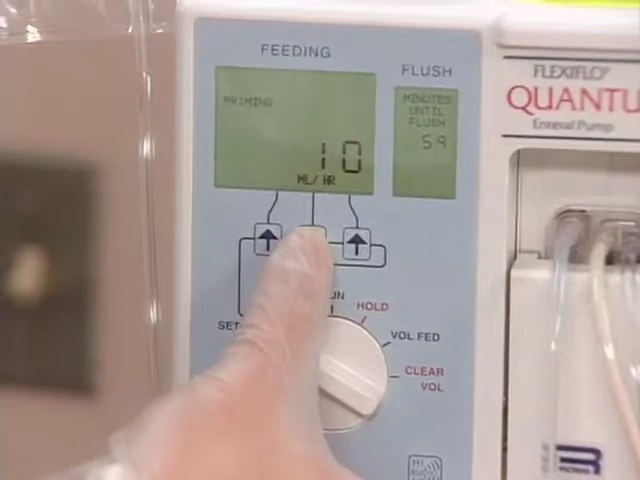 FEEDING
FLUSH
PRIMING
10
ML/HR
MINUTES
UNTIL
FLUSH
59
FLEXIFLO®
QUANTU
Enteral Pump
UN
HOLD
VOL FED
SET
CLEAR
VOL